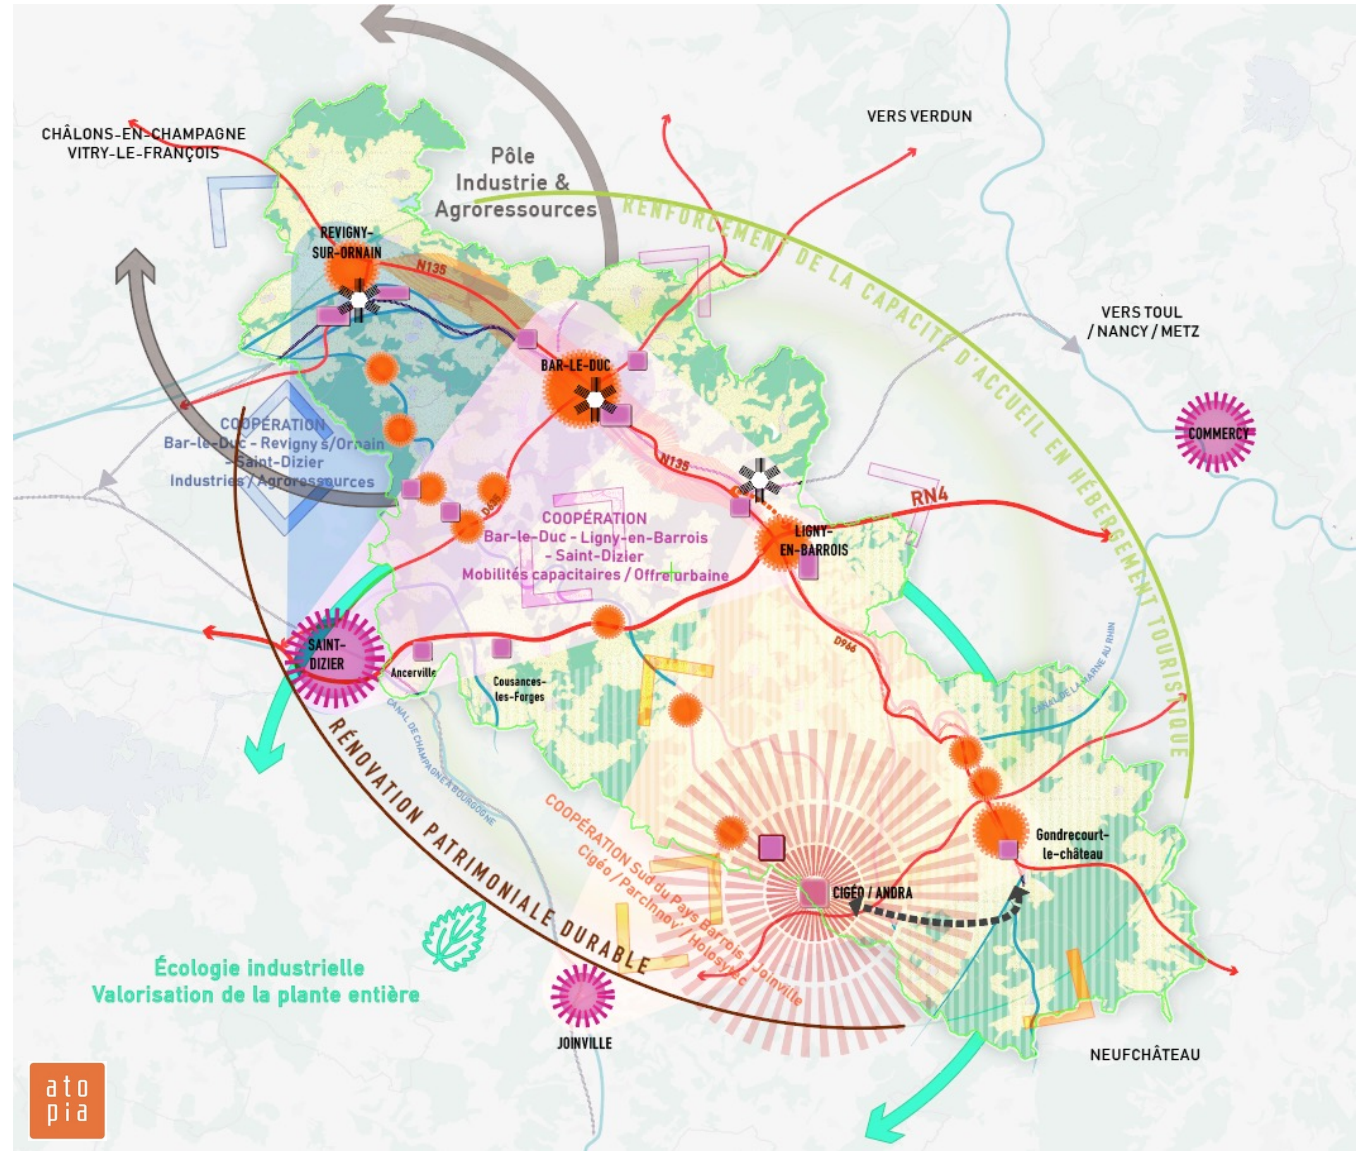 CHÂLONS-EN-CHAMPAGNE
VITRY-LE-FRANÇOIS
VERS VERDUN
Pôle
Industrie &
Agroressources
RENFORCEMENT DE LA CAPACITÉ D'ACCUEIL EN HÉBERGEMENT TOURISTIQUE
REVIGNY-
SUR-ORNAIN
N135
VERS TOUL
/ NANCY / METZ
BAR-LE-DUC
COMMERCY
COOPÉRATION
Bar-le-Duc - Revigny s/Ornain
- Saint-Dizier
Industries / Agroressources
N135
RN4
D635
COOPÉRATION
Bar-le-Duc - Ligny-en-Barrois
- Saint-Dizier
Mobilités capacitaires / Offre urbaine
LIGNY-
EN-BARROIS
D966
SAINT-
DIZIER
Ancerville
Cousances-
les-Forges
CANAL DE LA MARNE AU RHIN
CANAL DE CHAMPAGNE À BOURGOGNE
RÉNOVATION PATRIMONIALE DURABLE
COOPÉRATION Sud du Pays Barrois / Joinville
Cigéo / Parc'innov' / Holosytec
Gondrecourt-
le-château
CIGÉO / ANDRA
Écologie industrielle
Valorisation de la plante entière
JOINVILLE
NEUFCHÂTEAU
ato
pia